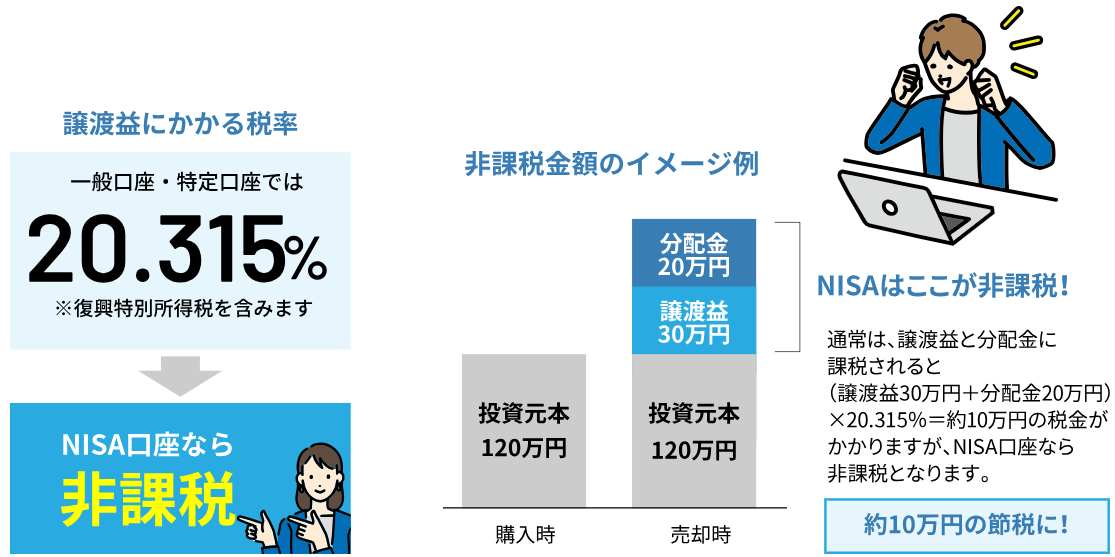 譲渡益にかかる税率
一般口座・特定口座では
20.315%
※復興特別所得税を含みます
NISA口座なら
非課税
非課税金額のイメージ例
分配金
20万円
譲渡益
30万円
投資元本
120万円
投資元本
120万円
購入時
売却時
NISAはここが非課税!
通常は、譲渡益と分配金に
課税されると
（譲渡益30万円＋分配金20万円）
×20.315%＝約10万円の税金が
かかりますが、NISA口座なら
非課税となります。
約10万円の節税に!